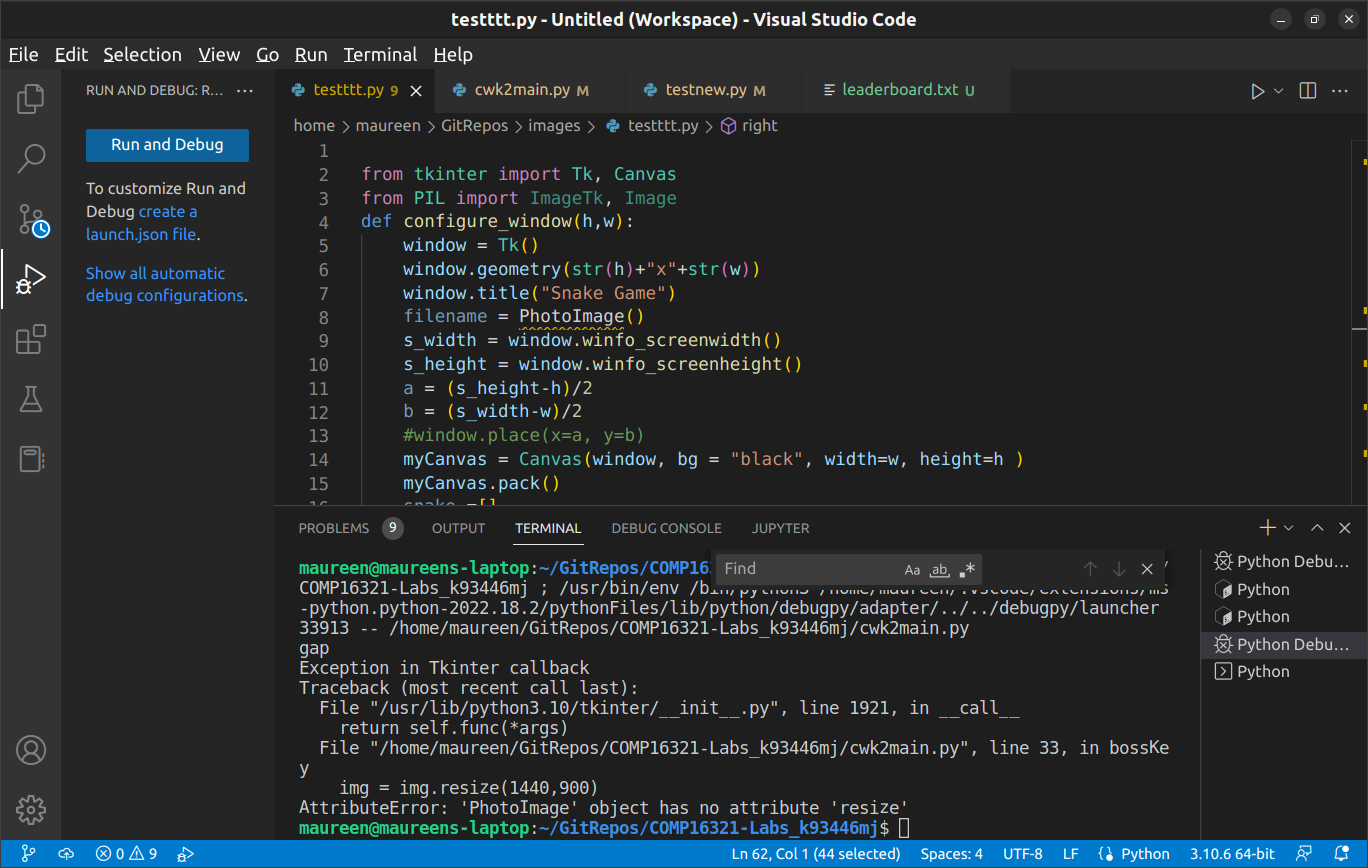 testttt.py - Untitled (Workspace) - Visual Studio Code
File Edit Selection View Go Run Terminal Help
RUN AND DEBUG: R... ···
testttt.py 9
cwk2main.py M
testnew.py M
leaderboard.txt U
home > maureen > GitRepos > images > testttt.py > right
Run and Debug
To customize Run and
Debug create a
launch.json file.
Show all automatic
debug configurations.
1
2 from tkinter import Tk, Canvas
3 from PIL import ImageTk, Image
4 def configure_window(h,w):
5 window = Tk()
6 window.geometry(str(h)+"x"+str(w))
7 window.title("Snake Game")
8 filename = PhotoImage()
9 s_width = window.winfo_screenwidth()
10 s_height = window.winfo_screenheight()
11 a = (s_height-h)/2
12 b = (s_width-w)/2
13 #window.place(x=a, y=b)
14 myCanvas = Canvas(window, bg = "black", width=w, height=h )
15 myCanvas.pack()
16 snake =[]
PROBLEMS 9 OUTPUT TERMINAL DEBUG CONSOLE JUPYTER
Find Aa ab .*
maureen@maureens-laptop:~/GitRepos/COMP163
COMP16321-Labs_k93446mj ; /usr/bin/env /bin/python3 /home/maureen/.vscode/extensions/ms
-python.python-2022.18.2/pythonFiles/lib/python/debugpy/adapter/../../debugpy/launcher
33913 -- /home/maureen/GitRepos/COMP16321-Labs_k93446mj/cwk2main.py
gap
Exception in Tkinter callback
Traceback (most recent call last):
File "/usr/lib/python3.10/tkinter/__init__.py", line 1921, in __call__
return self.func(*args)
File "/home/maureen/GitRepos/COMP16321-Labs_k93446mj/cwk2main.py", line 33, in bossKe
y
img = img.resize(1440,900)
AttributeError: 'PhotoImage' object has no attribute 'resize'
maureen@maureens-laptop:~/GitRepos/COMP16321-Labs_k93446mj$
Python Debu...
Python
Python
Python Debu...
Python
0 9 Ln 62, Col 1 (44 selected) Spaces: 4 UTF-8 LF Python 3.10.6 64-bit